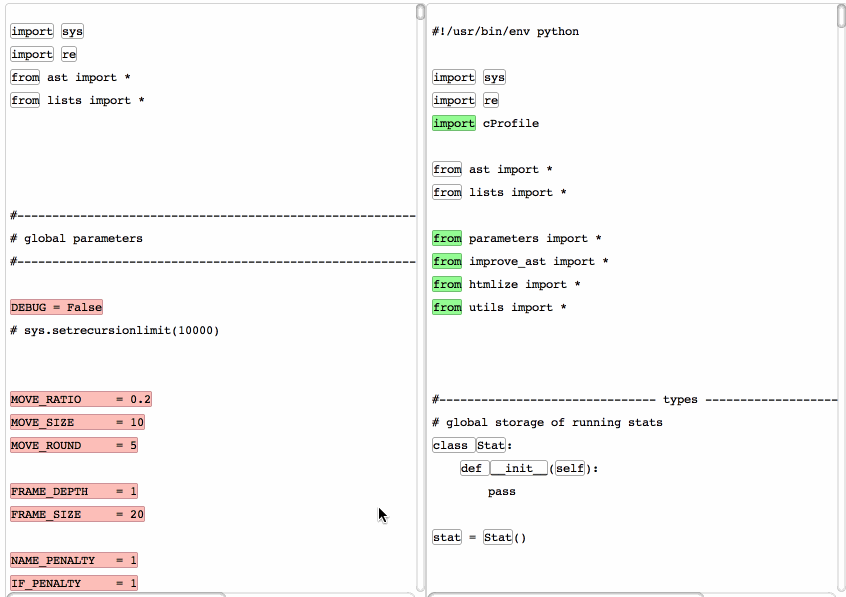 import sys
import re
from ast import *
from lists import *
#---------------------------------------------------------
# global parameters
#---------------------------------------------------------
DEBUG = False
# sys.setrecursionlimit(10000)
MOVE_RATIO     = 0.2
MOVE_SIZE      = 10
MOVE_ROUND     = 5
FRAME_DEPTH    = 1
FRAME_SIZE     = 20
NAME_PENALTY   = 1
IF_PENALTY     = 1
#!/usr/bin/env python
import sys
import re
import cProfile
from ast import *
from lists import *
from parameters import *
from improve_ast import *
from htmlize import *
from utils import *
#------------------------------- types -------------------
# global storage of running stats
class Stat:
    def __init__(self):
        pass
stat = Stat()